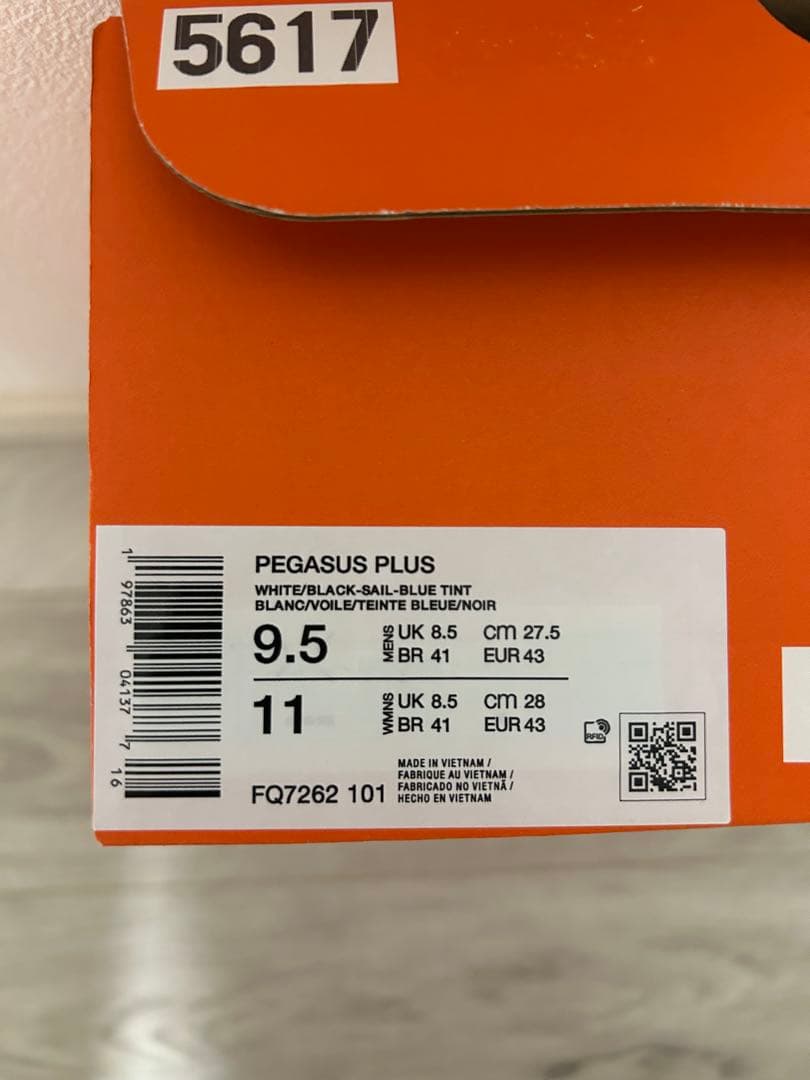 5617
PEGASUS PLUS
WHITE/BLACK-SAIL-BLUE TINT
BLANC/VOILE/TEINTE BLEUE/NOIR
9.5 MENS UK 8.5 CM 27.5
BR 41 EUR 43
11 WMNS UK 8.5 CM 28
BR 41 EUR 43
RFID
FQ7262 101
MADE IN VIETNAM /
FABRIQUE AU VIETNAM /
FABRICADO NO VIETNÃ /
HECHO EN VIETNAM
1 97863 04137 7 16